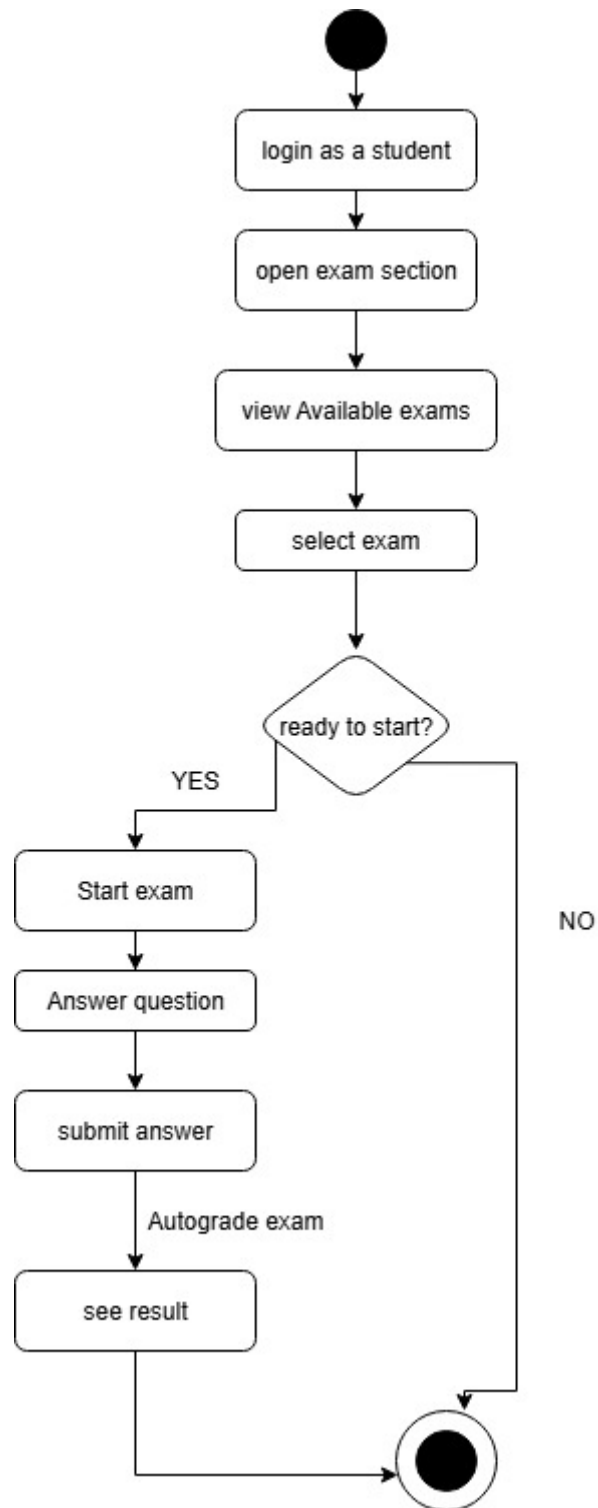 login as a student
open exam section
view Available exams
select exam
ready to start?
YES
NO
Start exam
Answer question
submit answer
Autograde exam
see result